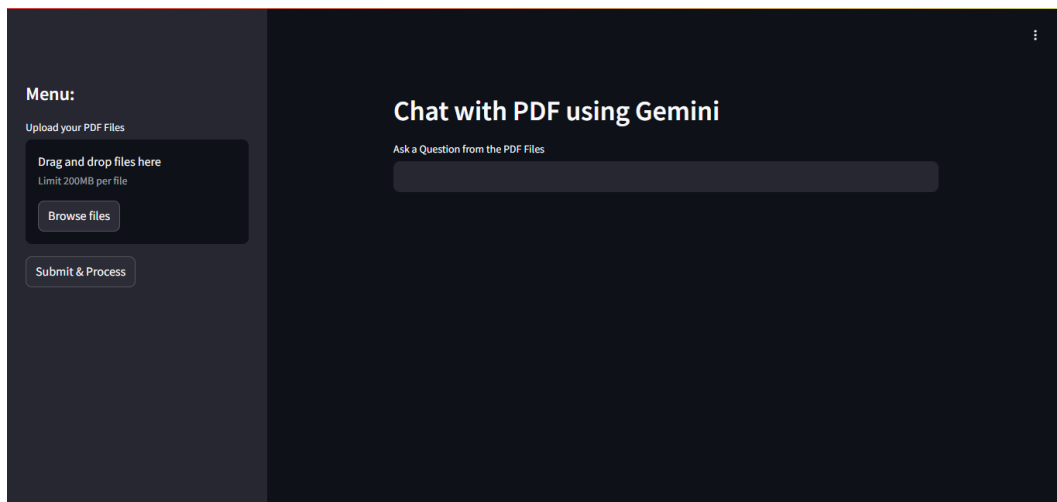 Menu:
Upload your PDF Files
Drag and drop files here
Limit 200MB per file
Browse files
Submit & Process
Chat with PDF using Gemini
Ask a Question from the PDF Files